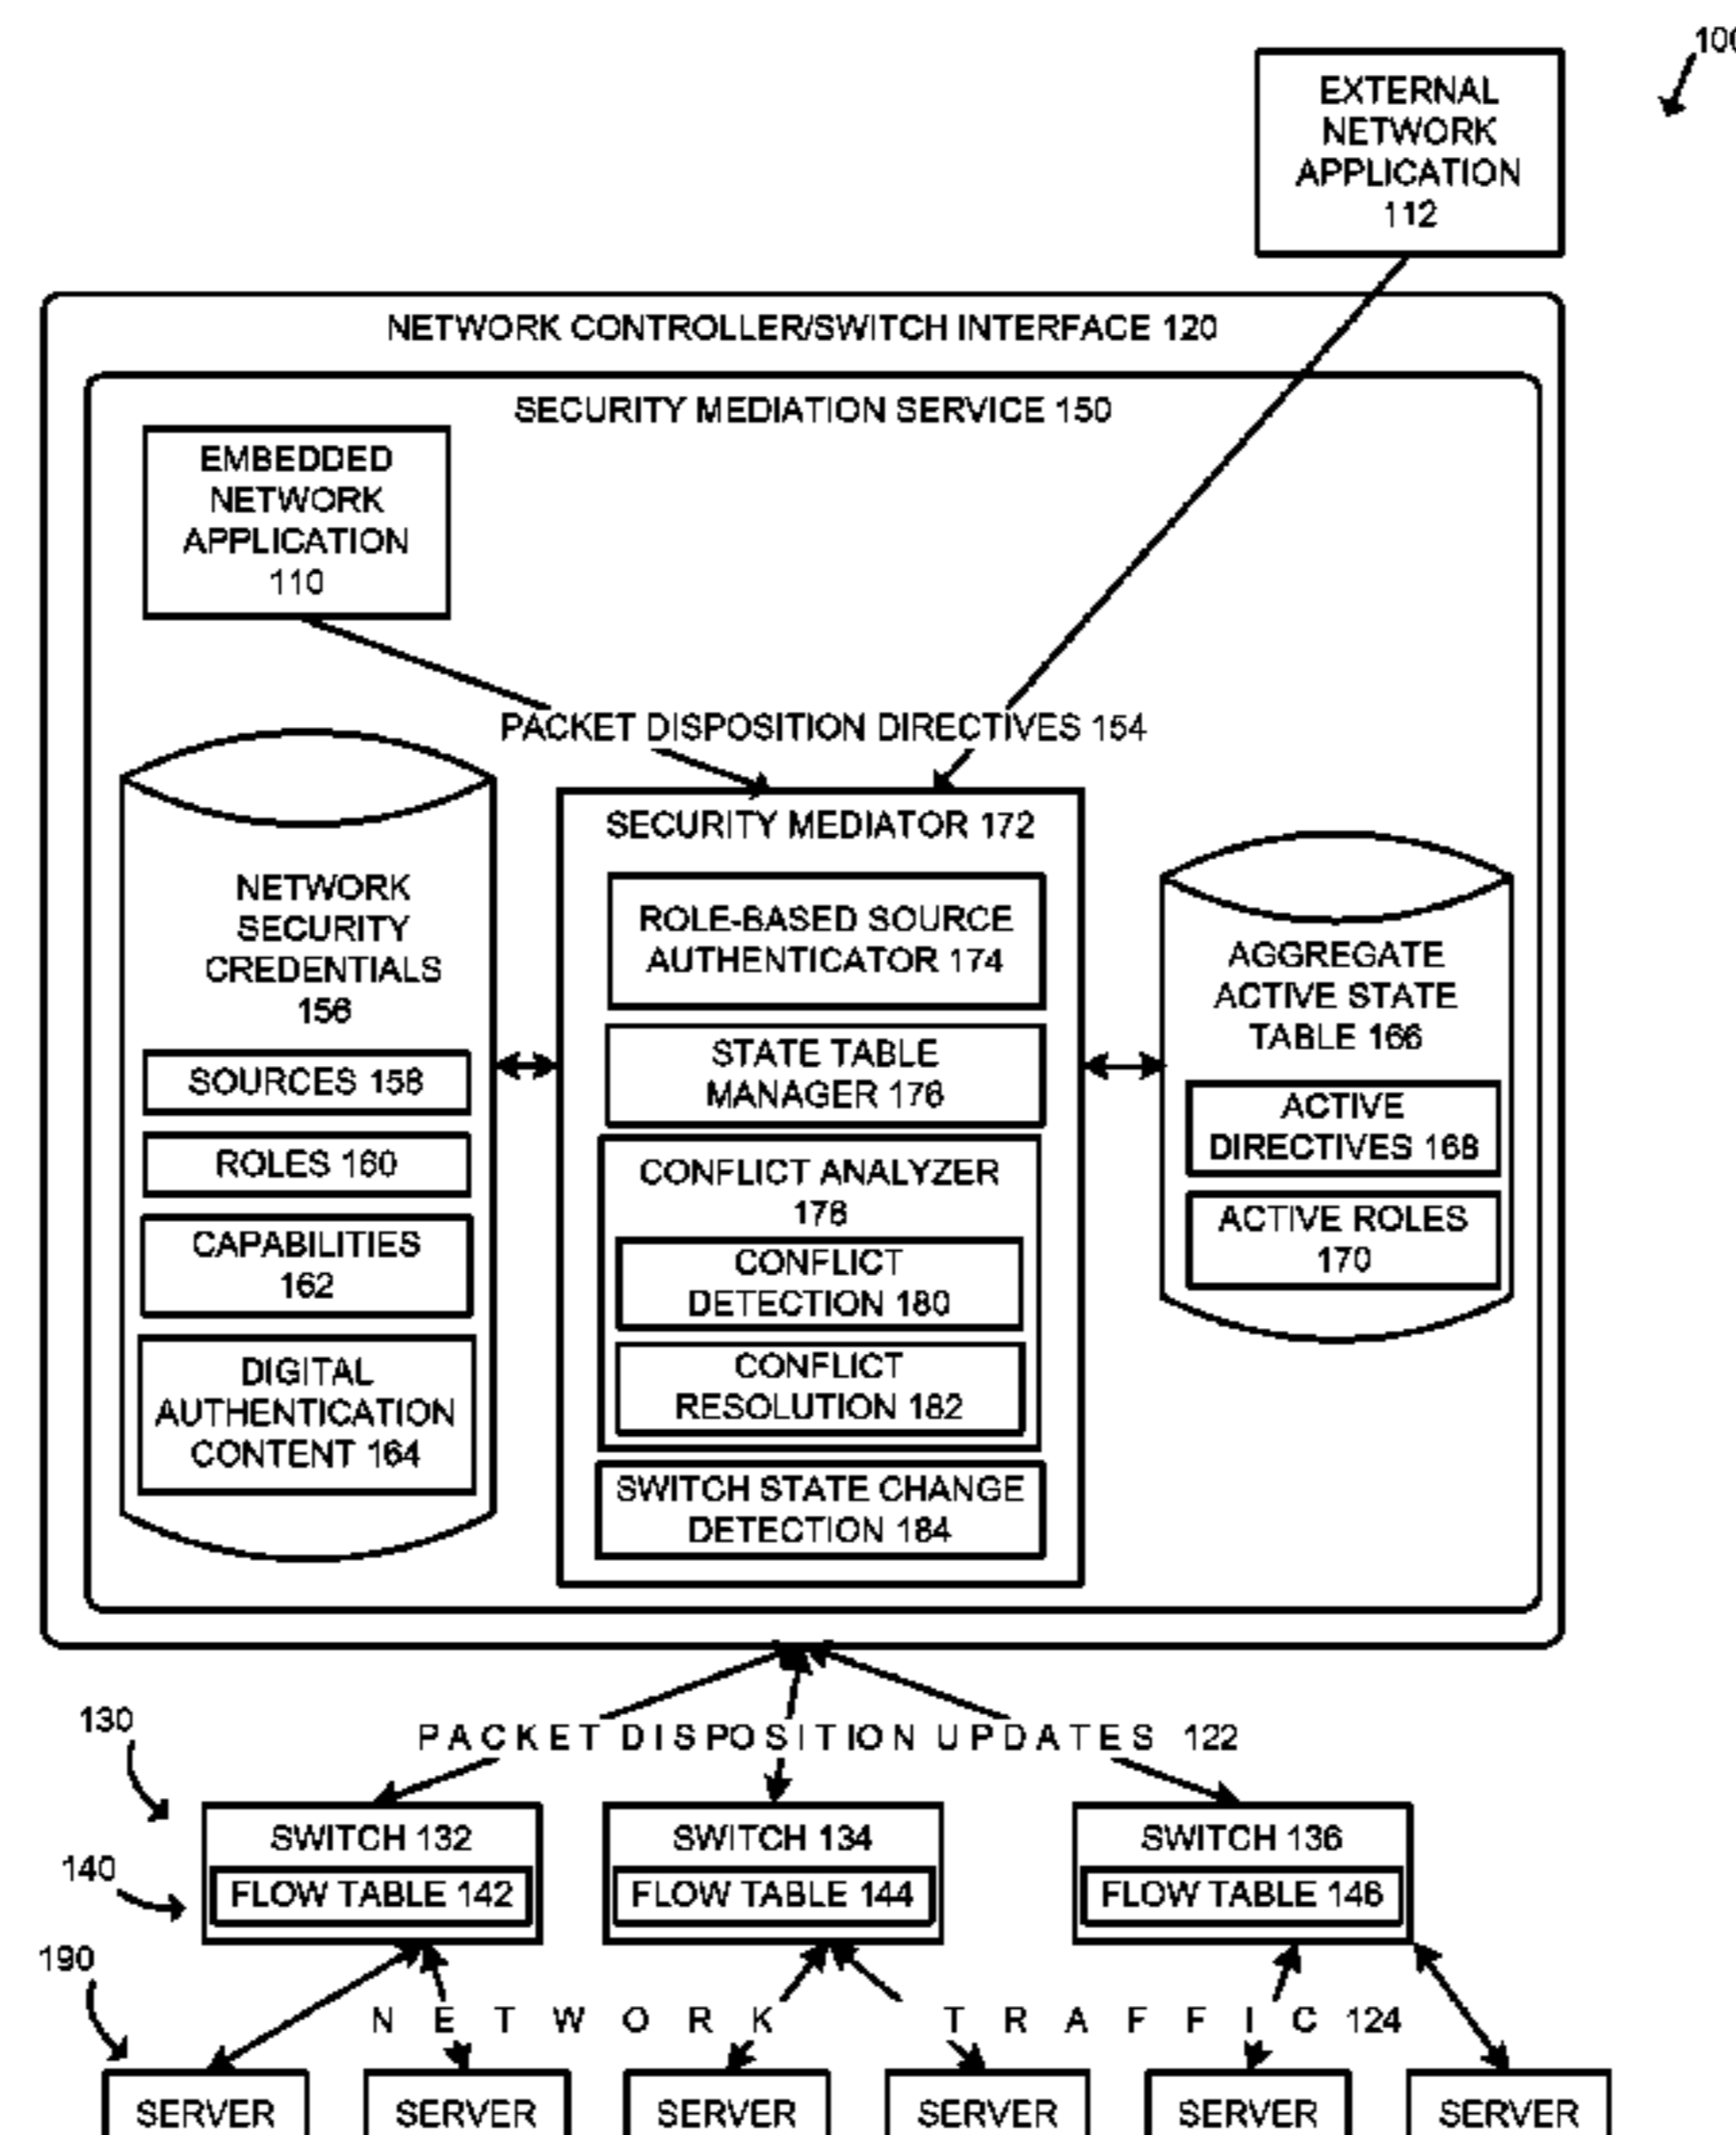 100
EXTERNAL
NETWORK
APPLICATION
112
NETWORK CONTROLLER/SWITCH INTERFACE 120
SECURITY MEDIATION SERVICE 150
EMBEDDED
NETWORK
APPLICATION
110
PACKET DISPOSITION DIRECTIVES 154
NETWORK
SECURITY
CREDENTIALS
156
SOURCES 158
ROLES 160
CAPABILITIES
162
DIGITAL
AUTHENTICATION
CONTENT 164
SECURITY MEDIATOR 172
ROLE-BASED SOURCE
AUTHENTICATOR 174
STATE TABLE
MANAGER 176
CONFLICT ANALYZER
178
CONFLICT
DETECTION 180
CONFLICT
RESOLUTION 182
SWITCH STATE CHANGE
DETECTION 184
AGGREGATE
ACTIVE STATE
TABLE 166
ACTIVE
DIRECTIVES 168
ACTIVE ROLES
170
PACKET DISPOSITION UPDATES 122
130
SWITCH 132
SWITCH 134
SWITCH 136
140
FLOW TABLE 142
FLOW TABLE 144
FLOW TABLE 146
190
NETWORK TRAFFIC 124
SERVER
SERVER
SERVER
SERVER
SERVER
SERVER